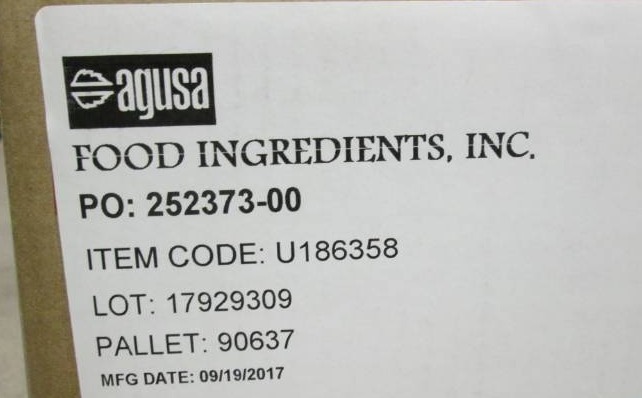 agusa
FOOD INGREDIENTS, INC.
PO: 252373-00
ITEM CODE: U186358
LOT: 17929309
PALLET: 90637
MFG DATE: 09/19/2017